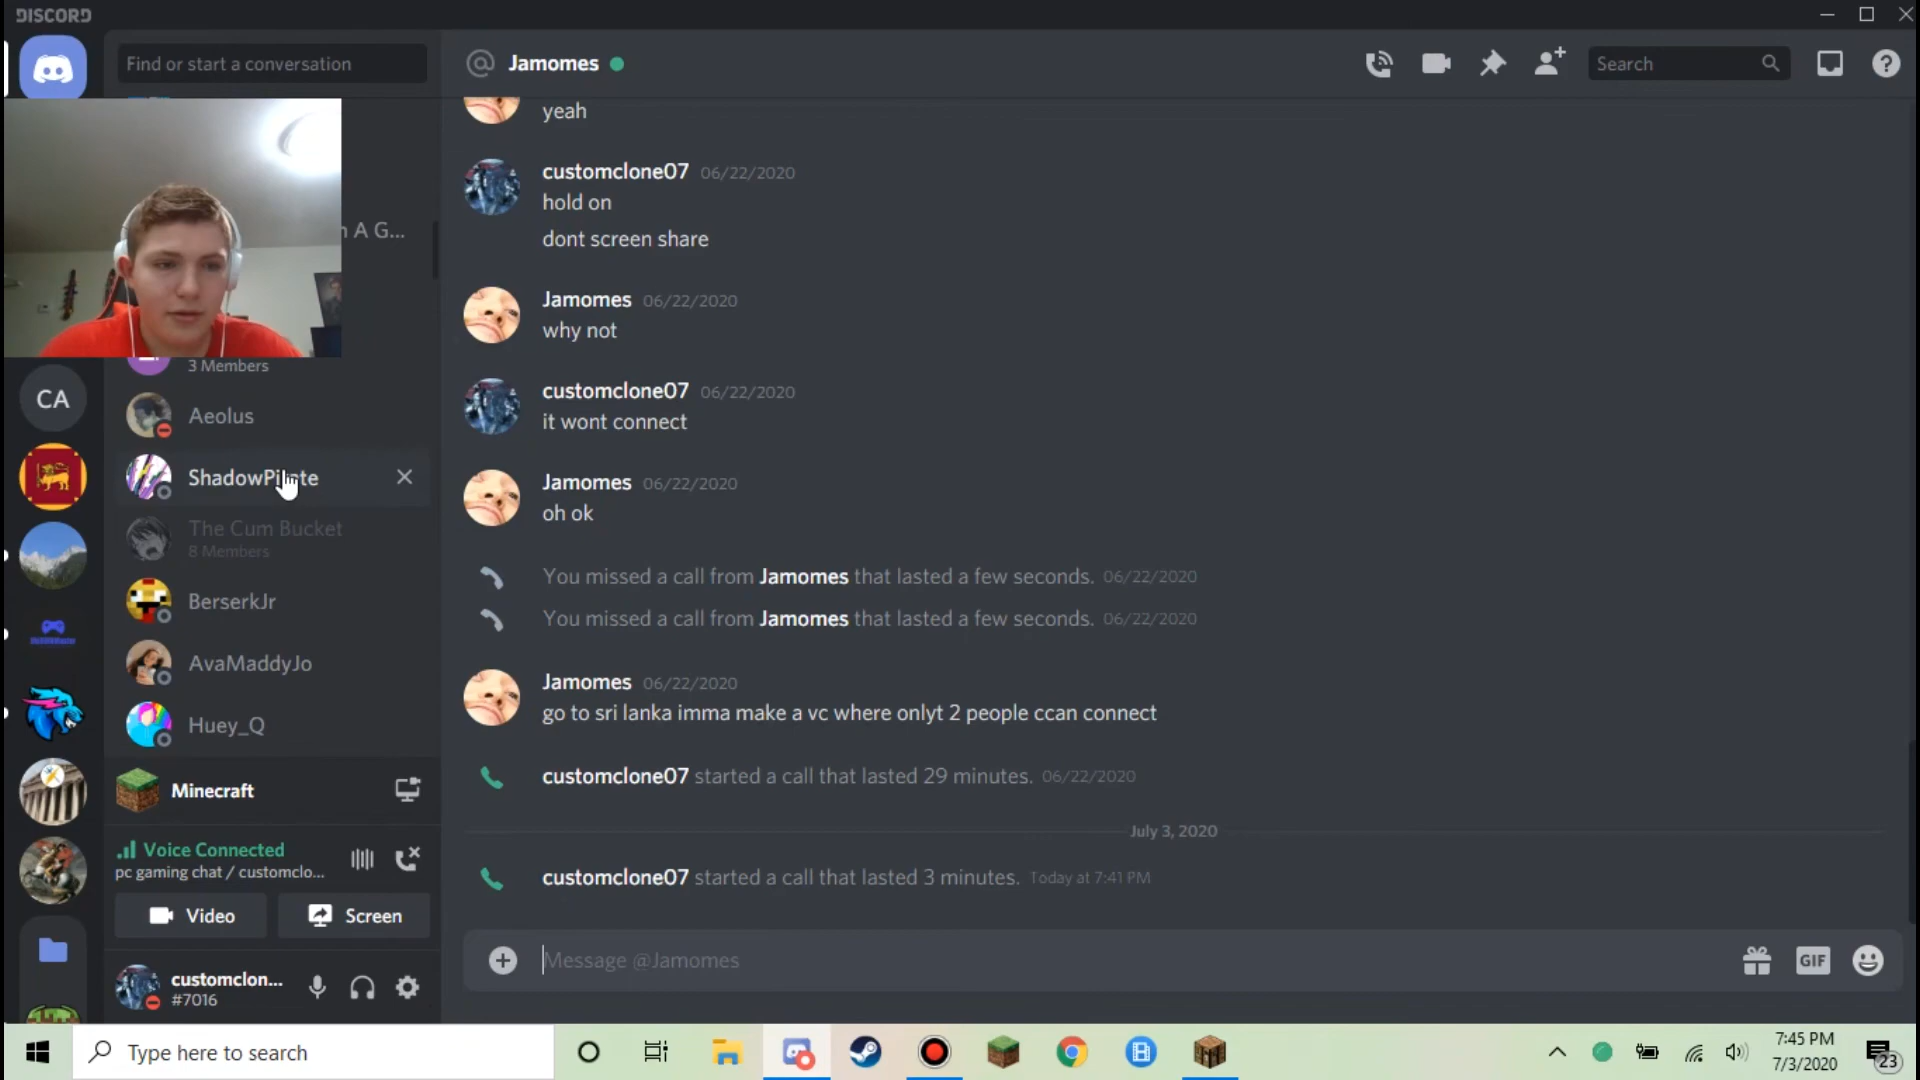 DISCORD
Find or start a conversation
Jamomes
Search
yeah
customclone07 06/22/2020
hold on
dont screen share
Jamomes 06/22/2020
why not
customclone07 06/22/2020
it wont connect
Jamomes 06/22/2020
oh ok
You missed a call from Jamomes that lasted a few seconds. 06/22/2020
You missed a call from Jamomes that lasted a few seconds. 06/22/2020
Jamomes 06/22/2020
go to sri lanka imma make a vc where onlyt 2 people ccan connect
customclone07 started a call that lasted 29 minutes. 06/22/2020
July 3, 2020
customclone07 started a call that lasted 3 minutes. Today at 7:41 PM
Message @Jamomes
GIF
A G...
3 Members
CA
Aeolus
The Cum Bucket
8 Members
BerserkJr
AvaMaddyJo
Huey_Q
Minecraft
Voice Connected
pc gaming chat / customclo...
Video
Screen
customclon...
#7016
Type here to search
7:45 PM
7/3/2020
23